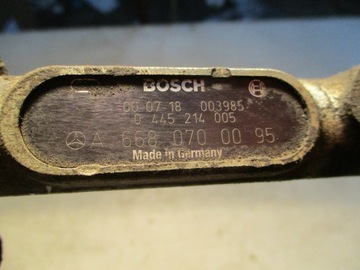 BOSCH
00-07-18 003985
0 445 214 005
A 668 070 00 95
Made in Germany